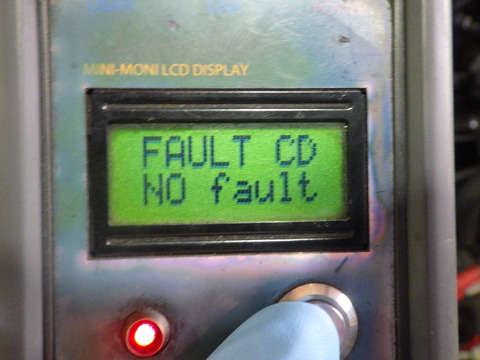 MINI-MONI LCD DISPLAY
FAULT CD
NO fault